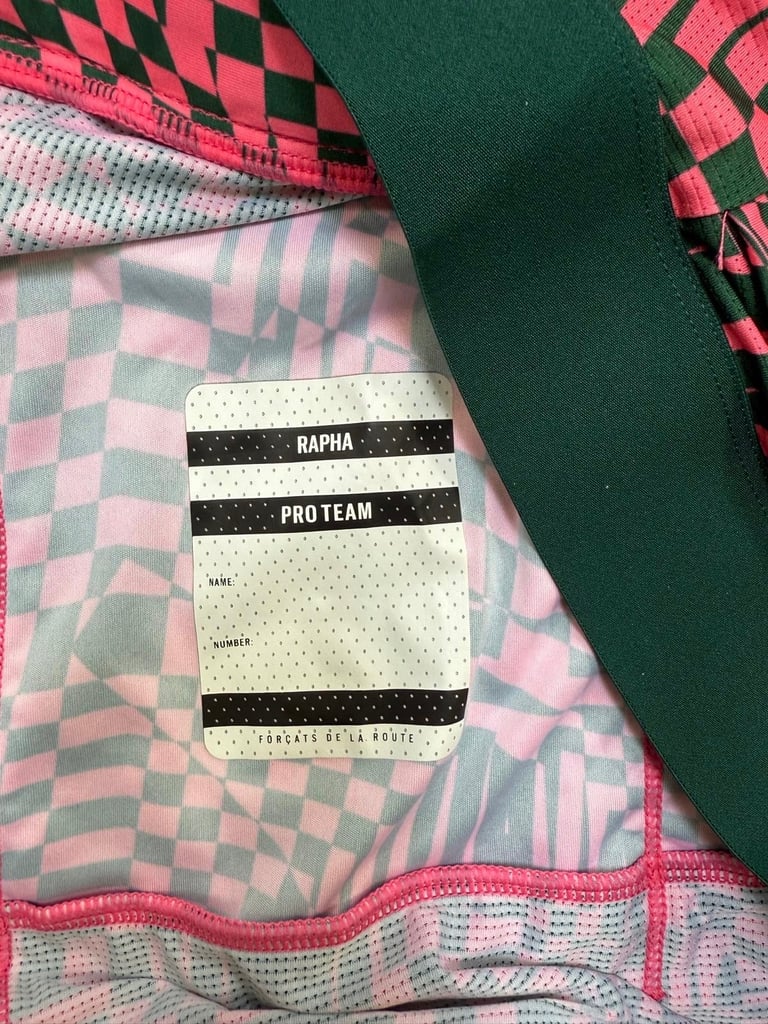 RAPHA
PRO TEAM
NAME:
NUMBER:
FORÇATS DE LA ROUTE